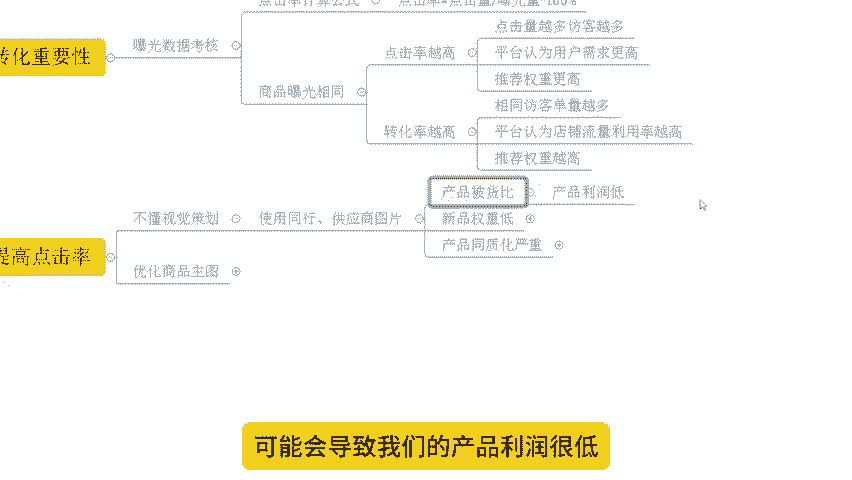 点击率计算公式 点击率=点击量/曝光量*100%
点击量越多访客越多
转化重要性
曝光数据考核
点击率越高
平台认为用户需求更高
推荐权重更高
商品曝光相同
相同访客单量越多
转化率越高
平台认为店铺流量利用率越高
推荐权重越高
产品被货比
产品利润低
不懂视觉策划
使用同行、供应商图片
新品权重低
产品同质化严重
提高点击率
优化商品主图
可能会导致我们的产品利润很低